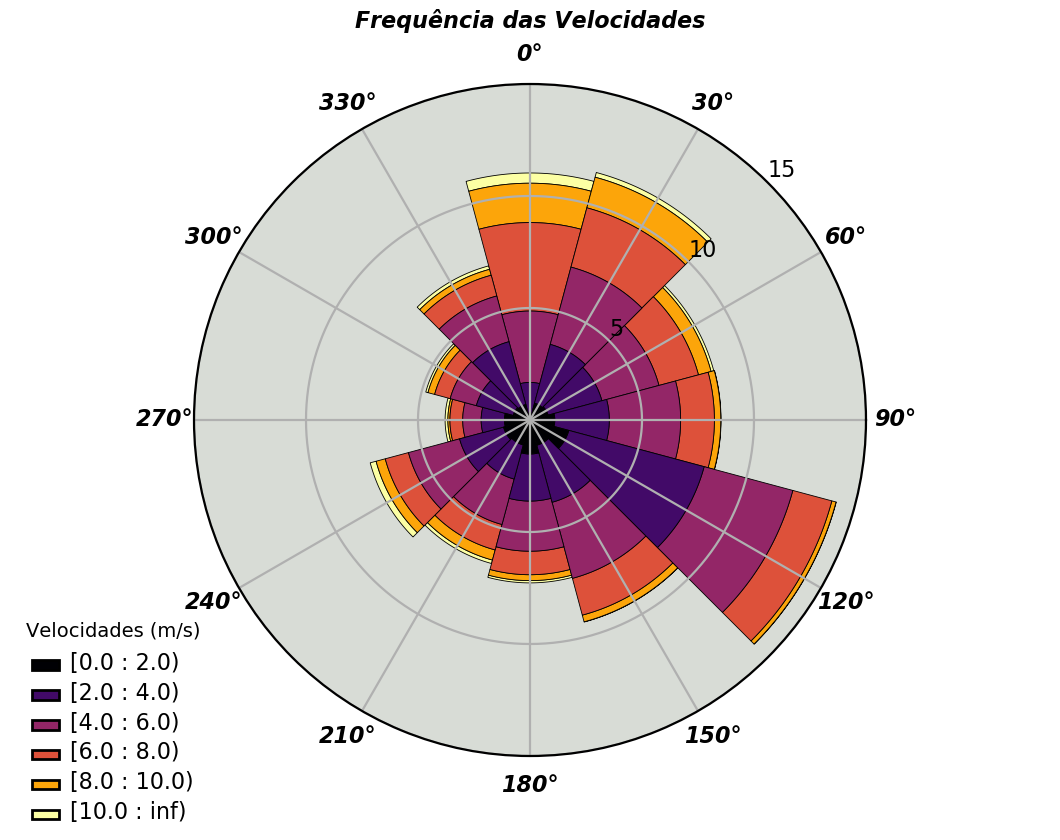 Frequência das Velocidades
0°
330°
30°
15
300°
60°
10
5
270°
90°
240°
120°
210°
150°
180°
Velocidades (m/s)
[0.0 : 2.0)
[2.0 : 4.0)
[4.0 : 6.0)
[6.0 : 8.0)
[8.0 : 10.0)
[10.0 : inf)